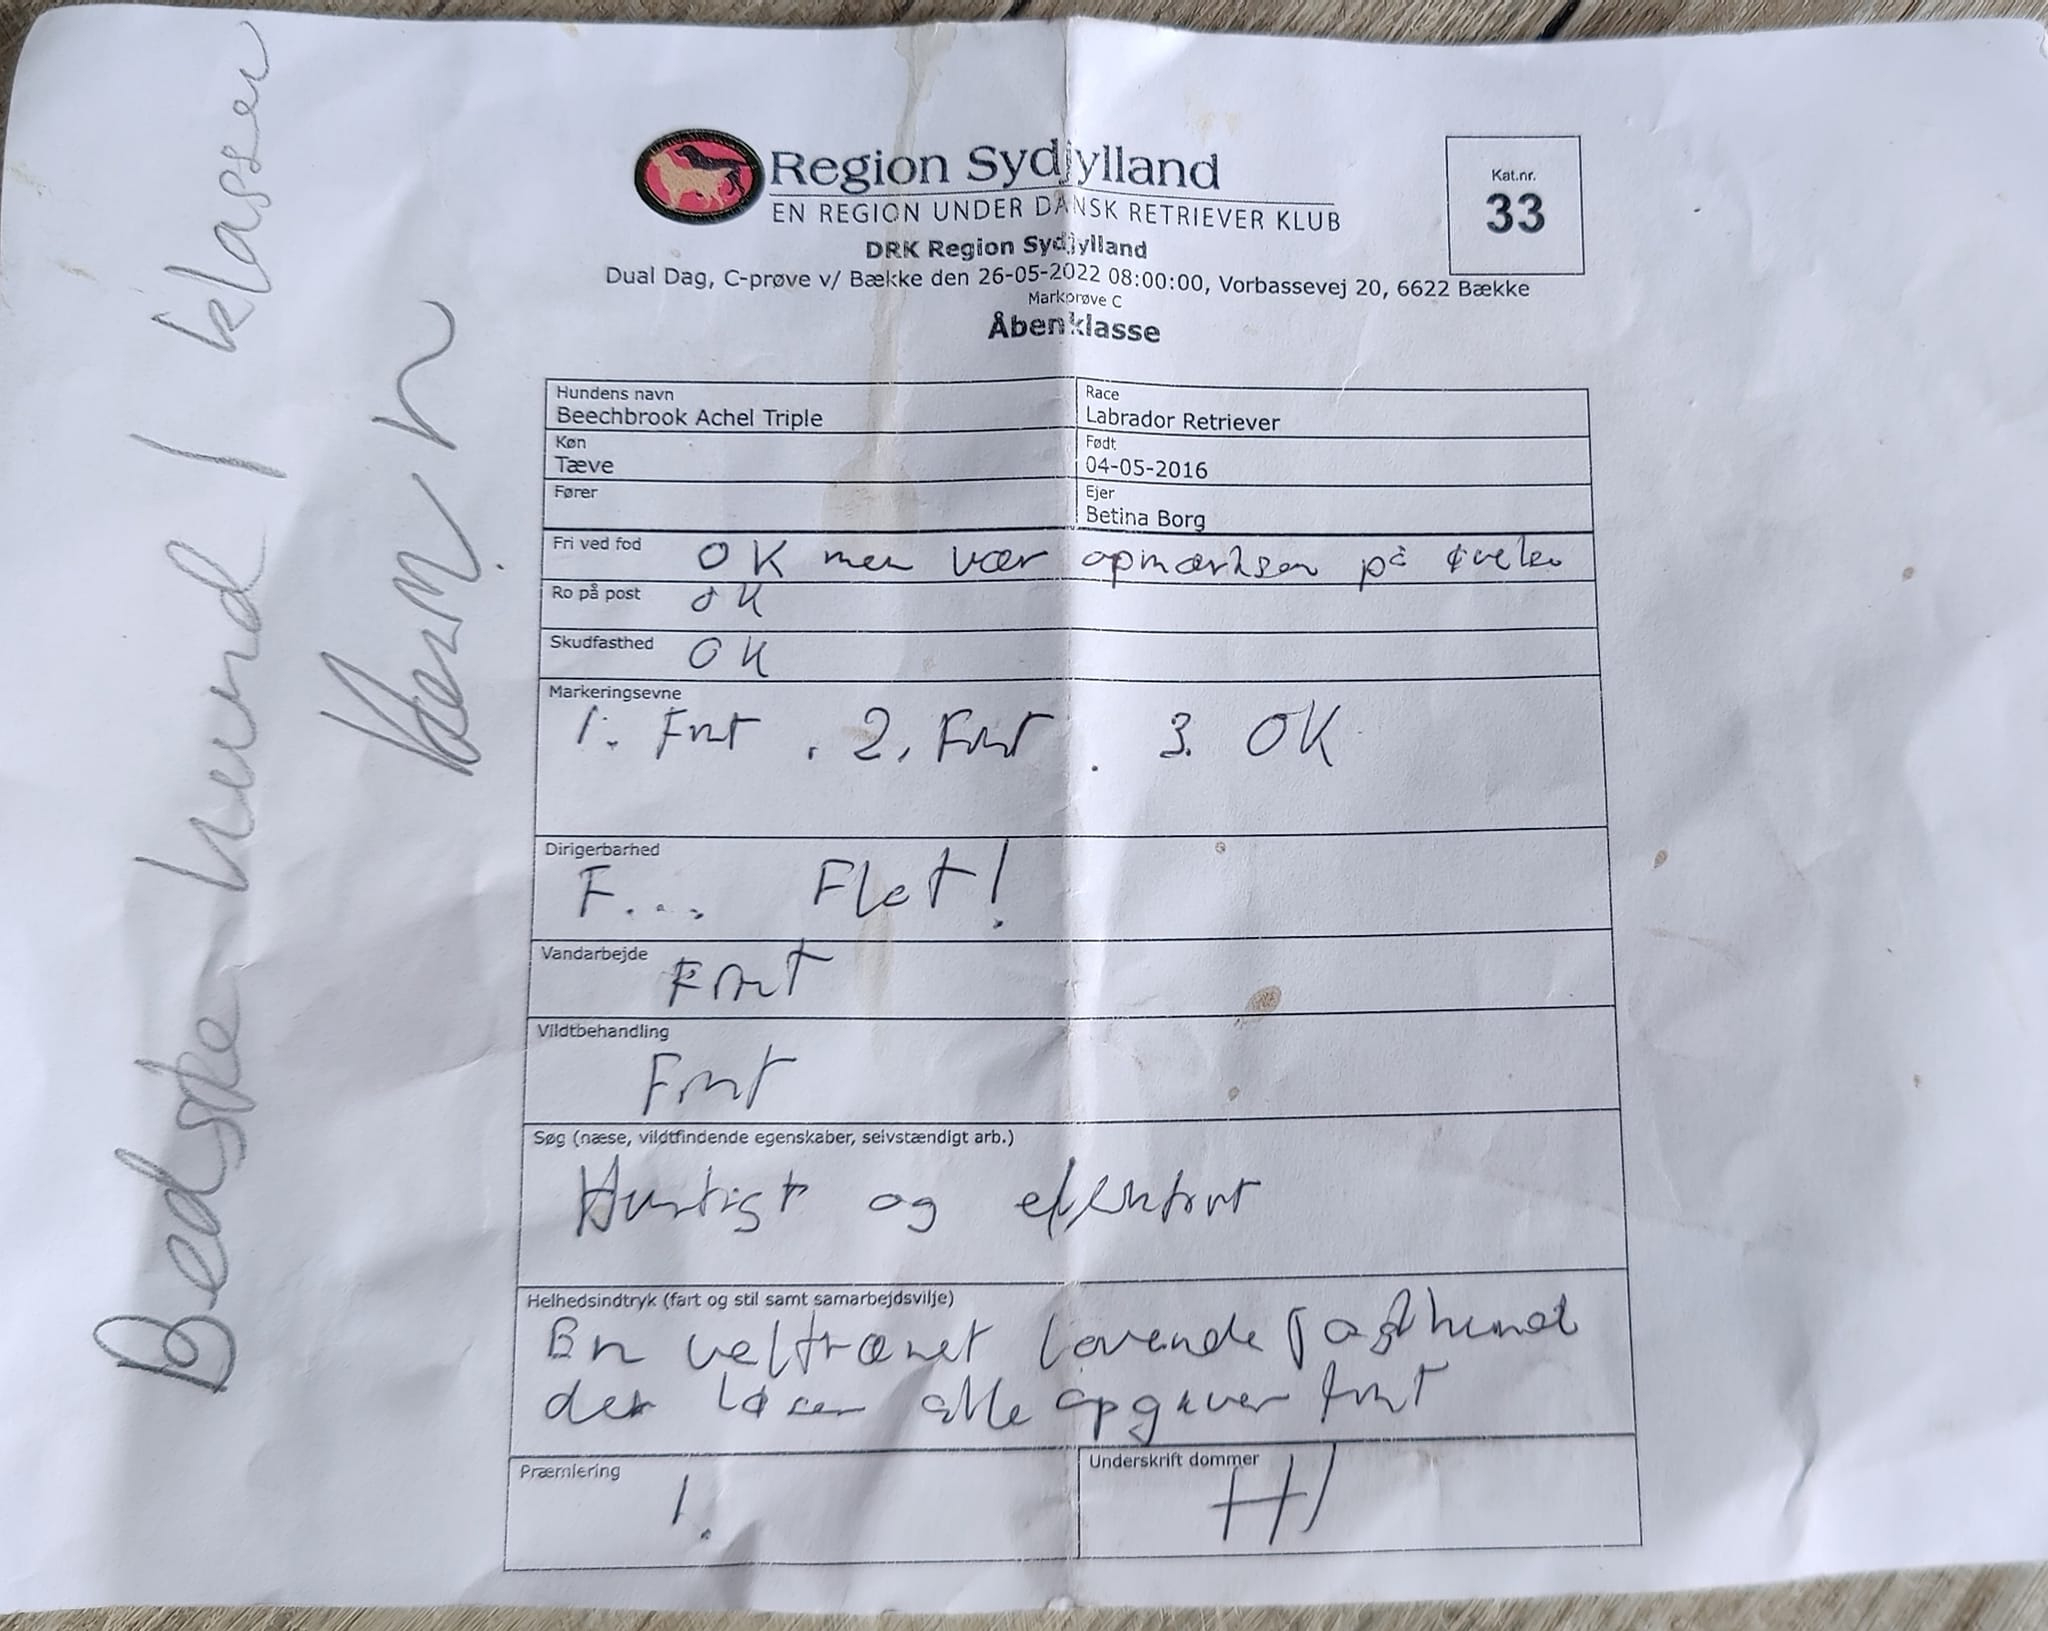 Region Sydjylland
EN REGION UNDER DANSK RETRIEVER KLUB
Kat.nr.
33
DRK Region Sydjylland
Dual Dag, C-prøve v/ Bække den 26-05-2022 08:00:00, Vorbassevej 20, 6622 Bække
Markprøve C
Åbenklasse
Hundens navn
Beechbrook Achel Triple
Race
Labrador Retriever
Køn
Tæve
Født
04-05-2016
Fører
Ejer
Betina Borg
Fri ved fod OK men vær opmærksom på
Ro på post OK
Skudfasthed OK
Markeringsevne
1. Fint . 2. Fint . 3. OK
Dirigerbarhed
F... Flot!
Vandarbejde Fint
Vildtbehandling
Fint
Søg (næse, vildtfindende egenskaber, selvstændigt arb.)
Hurtigt og effektivt
Helhedsindtryk (fart og stil samt samarbejdsvilje)
En veltrænet lovende jagthund
der løser alle opgaver fint
Præmiering
1.
Underskrift dommer
Bedste hund i klassen